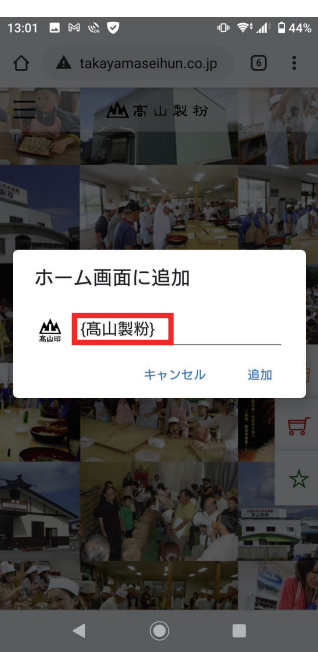 13:01
44%
takayamaseihun.co.jp
6
髙山製粉
ホーム画面に追加
髙山印
{髙山製粉}
キャンセル
追加